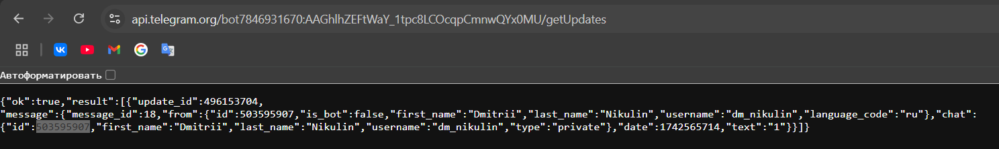 api.telegram.org/bot7846931670:AAGhlhZEFtWaY_1tpc8LCOcqpCmnwQYx0MU/getUpdates
Автоформатировать
{"ok":true,"result":[{"update_id":496153704,
"message":{"message_id":18,"from":{"id":503595907,"is_bot":false,"first_name":"Dmitrii","last_name":"Nikulin","username":"dm_nikulin","language_code":"ru"},"chat":
{"id":503595907,"first_name":"Dmitrii","last_name":"Nikulin","username":"dm_nikulin","type":"private"},"date":1742565714,"text":"1"}}]}